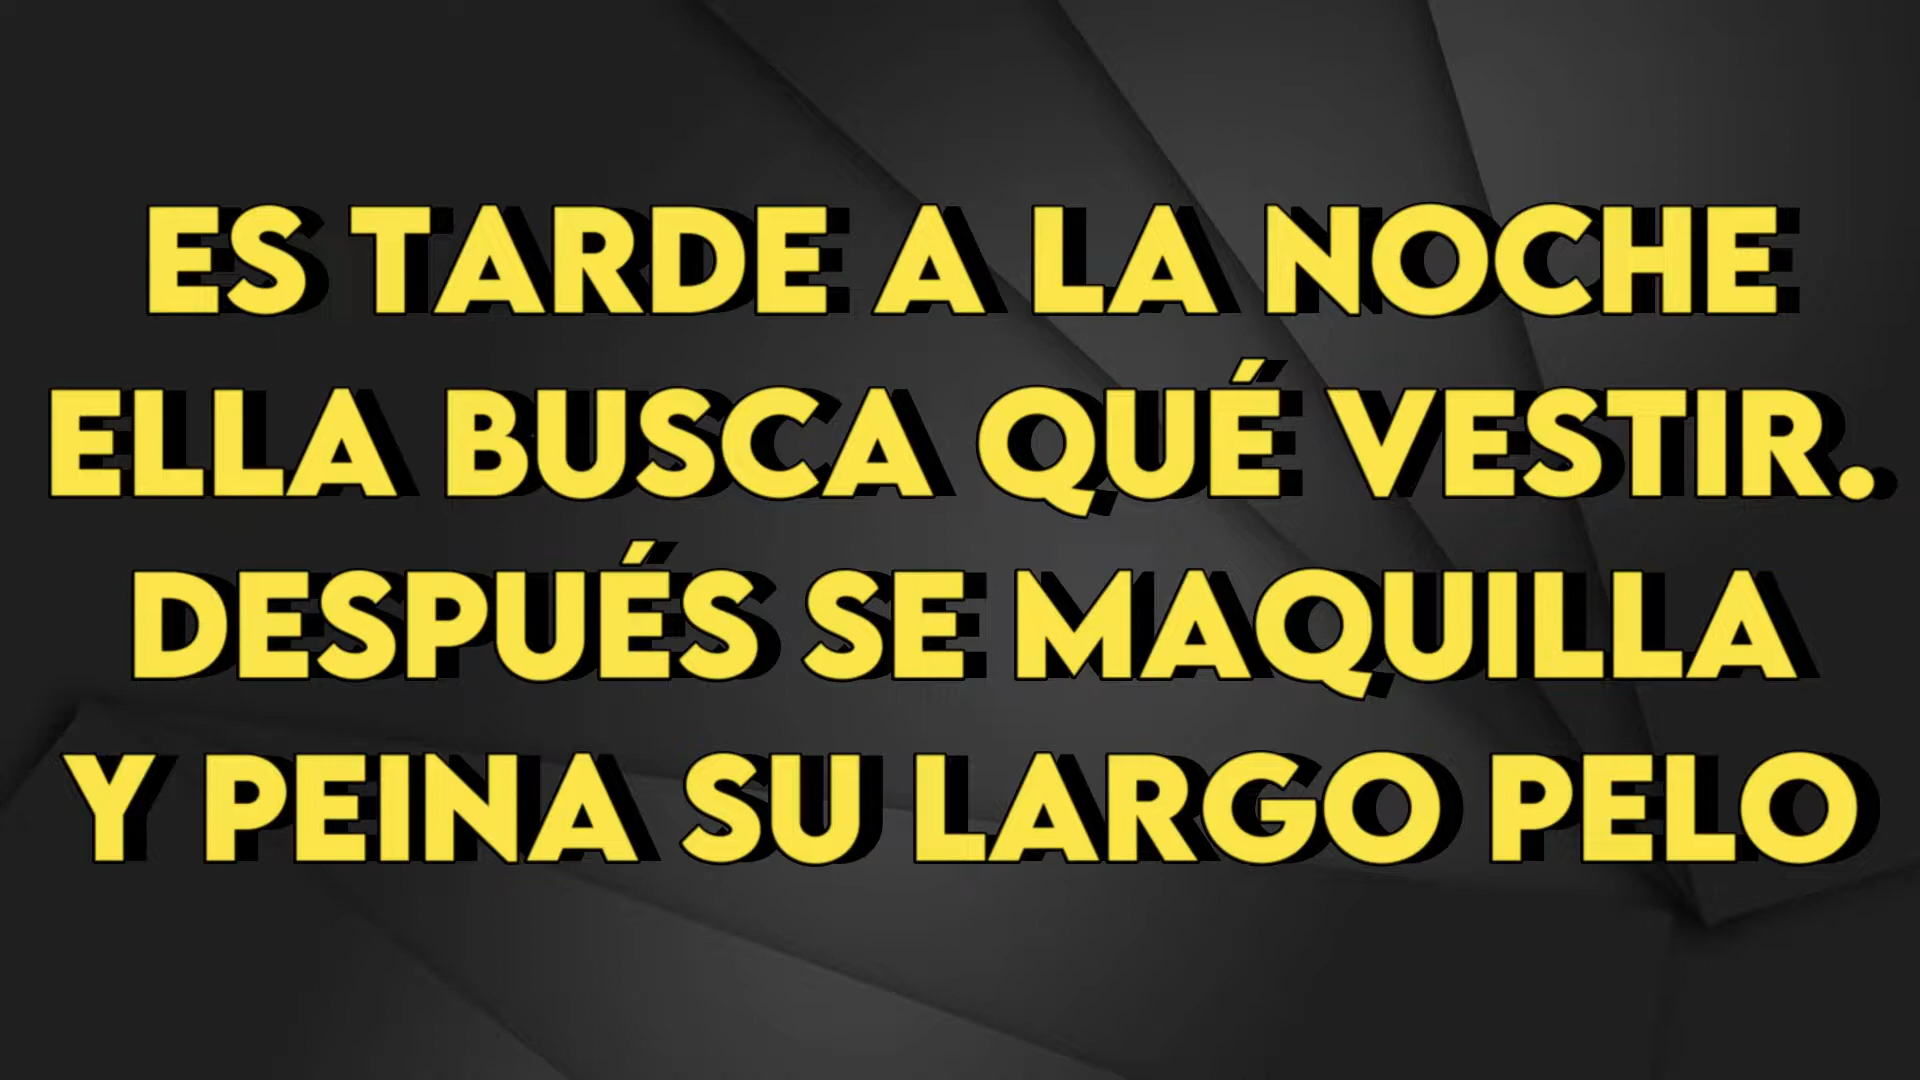 ES TARDE A LA NOCHE
ELLA BUSCA QUÉ VESTIR.
DESPUÉS SE MAQUILLA
Y PEINA SU LARGO PELO